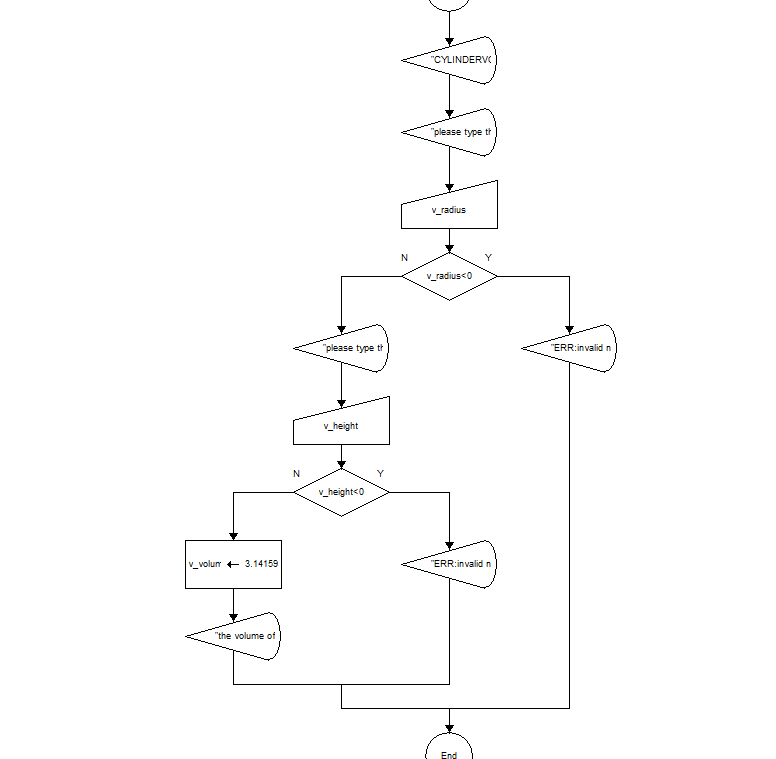 "CYLINDERV
"please type th
v_radius
N
Y
v_radius<0
"please type th
"ERR:invalid n
v_height
N
Y
v_height<0
v_volum ← 3.14159
"ERR:invalid n
"the volume of
End